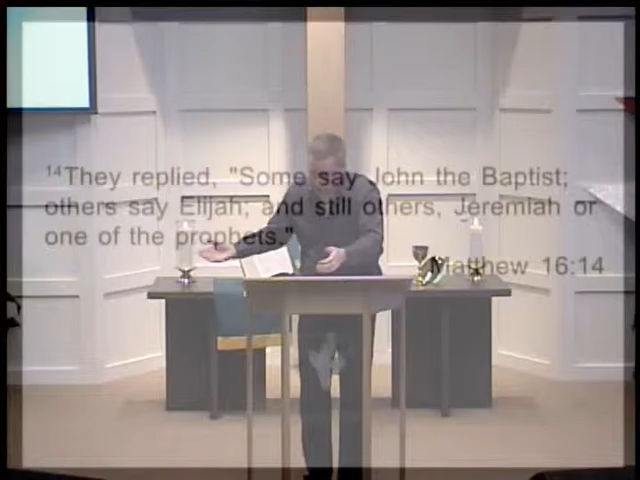 ¹⁴They replied, "Some say John the Baptist;
others say Elijah; and still others, Jeremiah or
one of the prophets."
Matthew 16:14